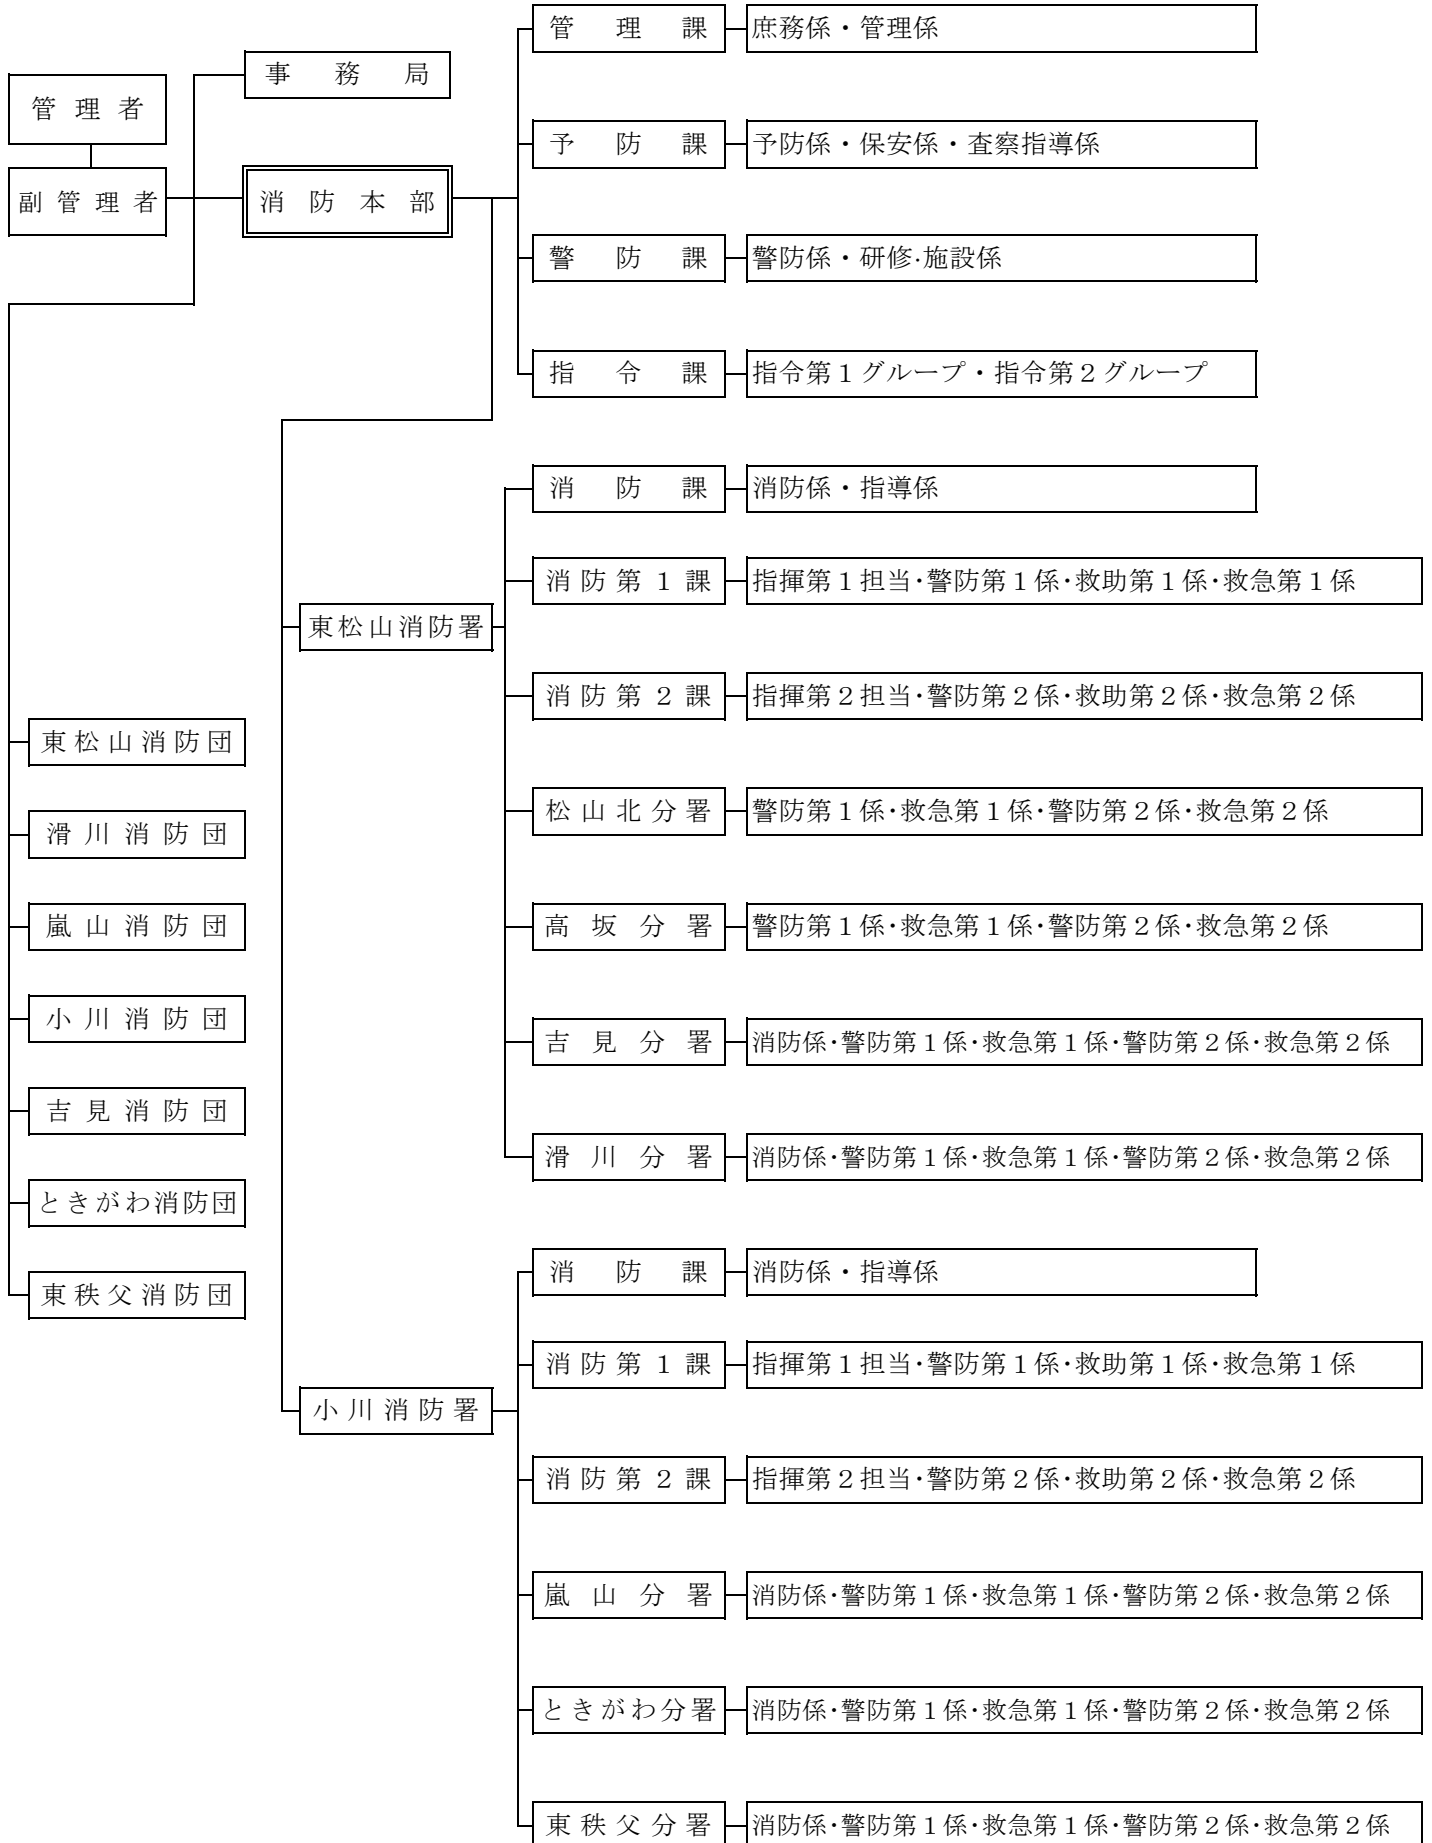 管理者
副管理者
事務局
消防本部
管理課 庶務係・管理係
予防課 予防係・保安係・査察指導係
警防課 警防係・研修・施設係
指令課 指令第１グループ・指令第２グループ
東松山消防署
消防課 消防係・指導係
消防第１課 指揮第１担当・警防第１係・救助第１係・救急第１係
消防第２課 指揮第２担当・警防第２係・救助第２係・救急第２係
松山北分署 警防第１係・救急第１係・警防第２係・救急第２係
高坂分署 警防第１係・救急第１係・警防第２係・救急第２係
吉見分署 消防係・警防第１係・救急第１係・警防第２係・救急第２係
滑川分署 消防係・警防第１係・救急第１係・警防第２係・救急第２係
小川消防署
消防課 消防係・指導係
消防第１課 指揮第１担当・警防第１係・救助第１係・救急第１係
消防第２課 指揮第２担当・警防第２係・救助第２係・救急第２係
嵐山分署 消防係・警防第１係・救急第１係・警防第２係・救急第２係
ときがわ分署 消防係・警防第１係・救急第１係・警防第２係・救急第２係
東秩父分署 消防係・警防第１係・救急第１係・警防第２係・救急第２係
東松山消防団
滑川消防団
嵐山消防団
小川消防団
吉見消防団
ときがわ消防団
東秩父消防団